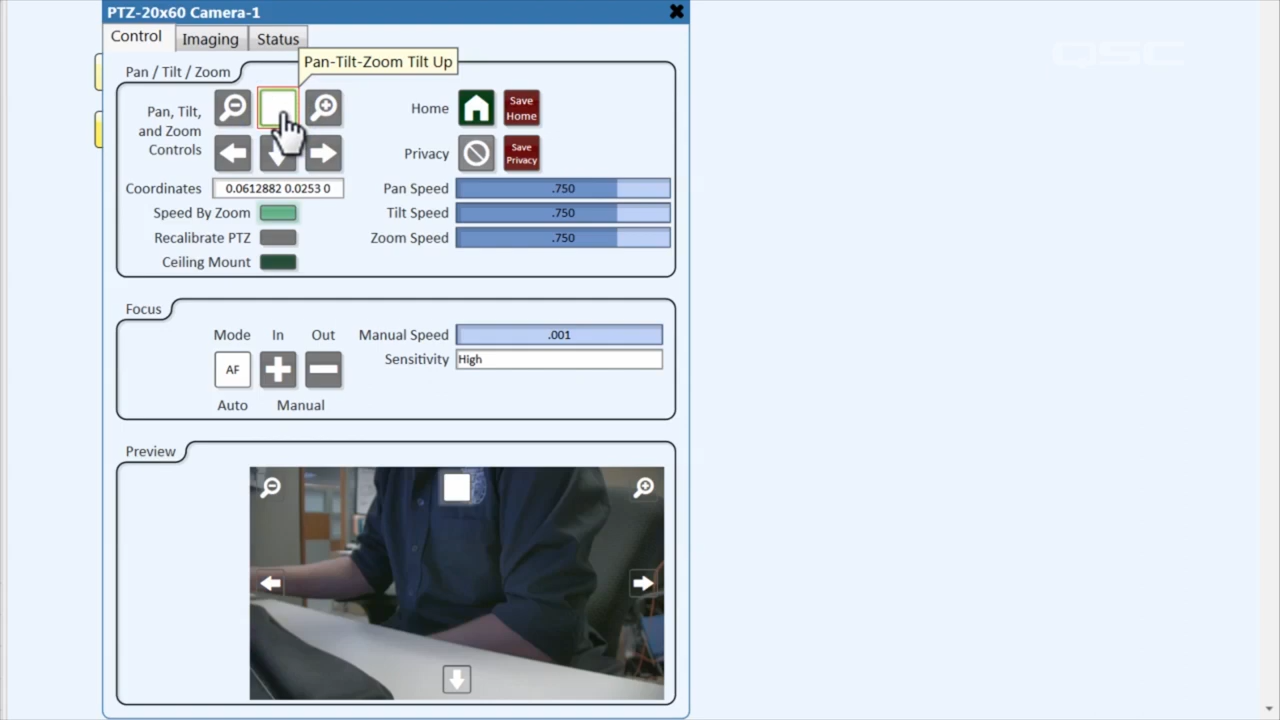 PTZ-20x60 Camera-1
Control
Imaging
Status
Pan-Tilt-Zoom Tilt Up
QSC
Pan / Tilt / Zoom
Pan, Tilt,
and Zoom
Controls
Home
Save
Home
Privacy
Save
Privacy
Coordinates
0.0612882 0.0253 0
Pan Speed
.750
Speed By Zoom
Tilt Speed
.750
Recalibrate PTZ
Zoom Speed
.750
Ceiling Mount
Focus
Mode
In
Out
Manual Speed
.001
Sensitivity
High
AF
Auto
Manual
Preview